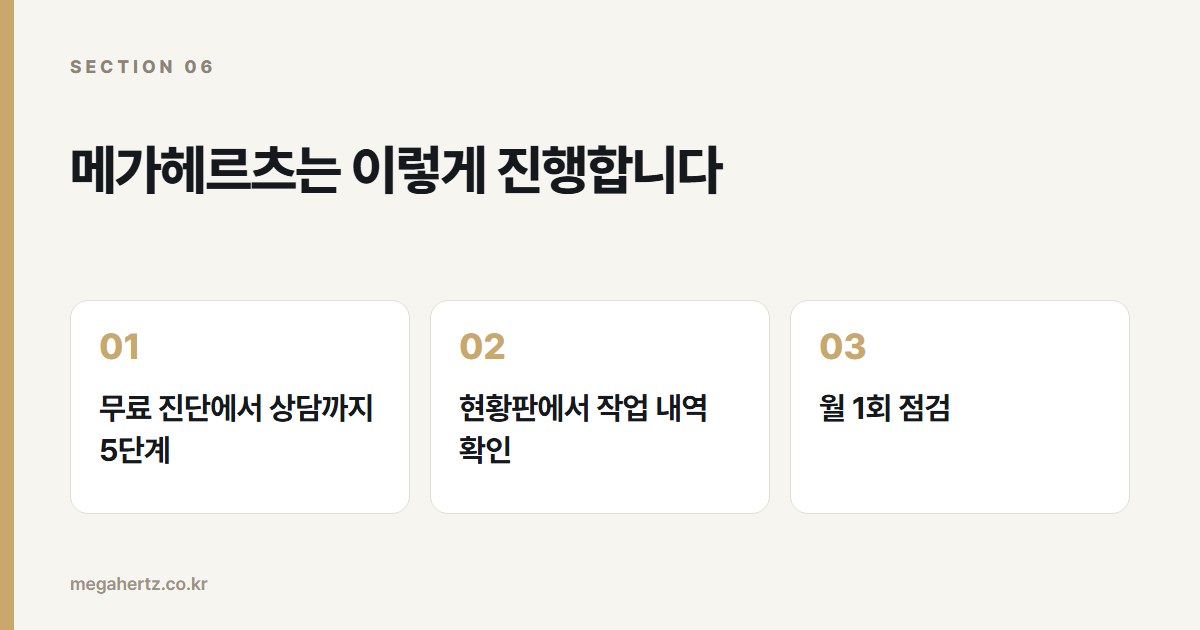 SECTION 06
메가헤르츠는 이렇게 진행합니다
01
무료 진단에서 상담까지
5단계
02
현황판에서 작업 내역
확인
03
월 1회 점검
megahertz.co.kr